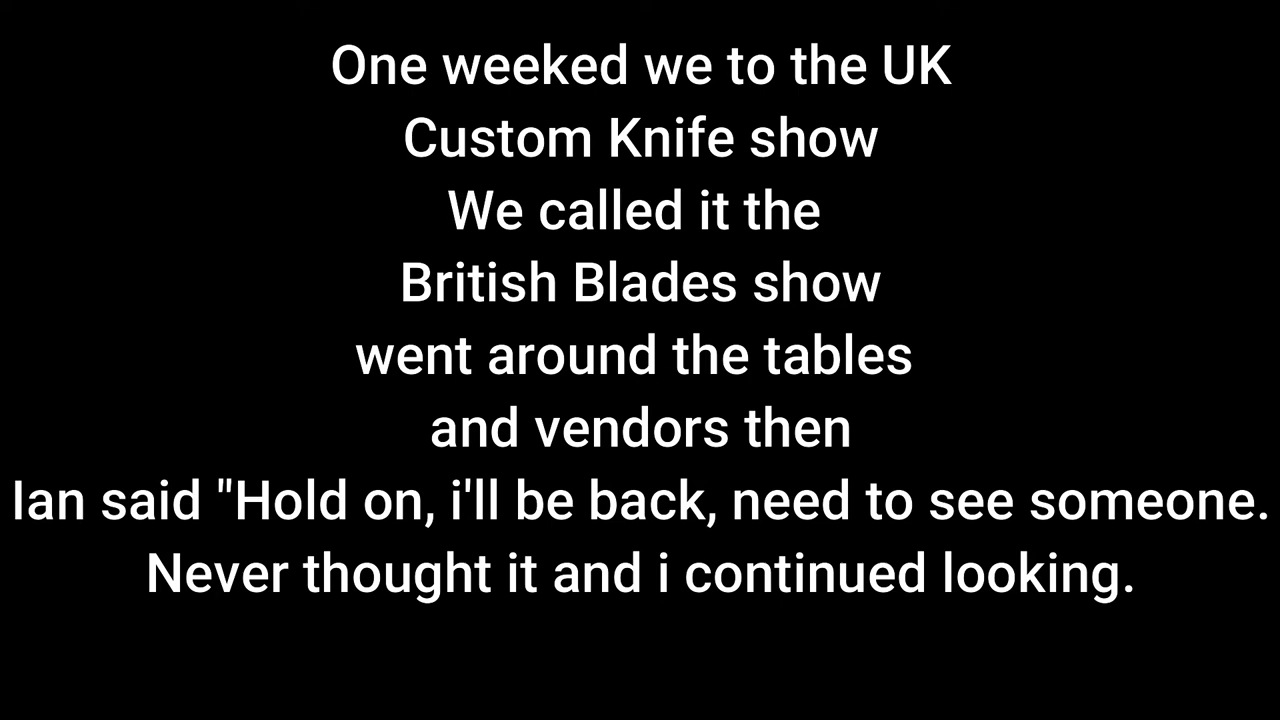 One weeked we to the UK
Custom Knife show
We called it the
British Blades show
went around the tables
and vendors then
Ian said "Hold on, i'll be back, need to see someone.
Never thought it and i continued looking.